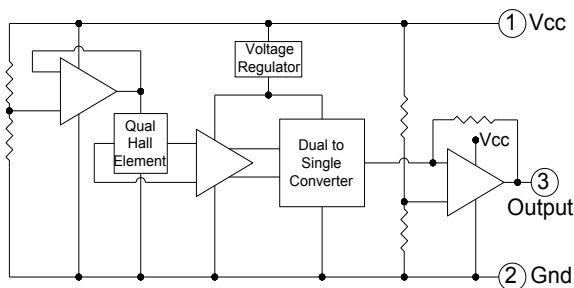 1 Vcc
Voltage
Regulator
Qual
Hall
Element
Dual to
Single
Converter
Vcc
3
Output
2 Gnd